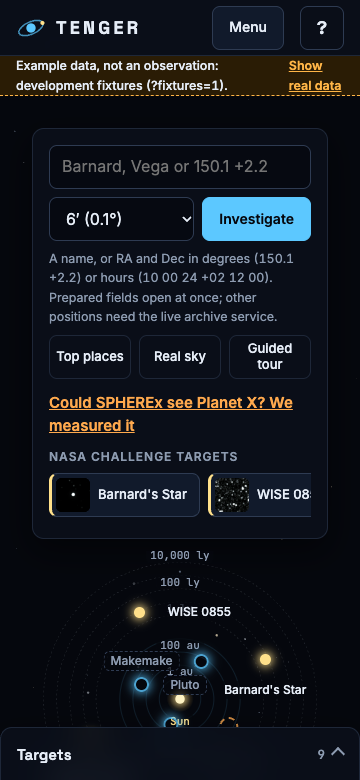 TENGER
Menu
?
Example data, not an observation:
development fixtures (?fixtures=1).
Show
real data
Barnard, Vega or 150.1 +2.2
6′ (0.1°)
Investigate
A name, or RA and Dec in degrees (150.1
+2.2) or hours (10 00 24 +02 12 00).
Prepared fields open at once; other
positions need the live archive service.
Top places
Real sky
Guided
tour
Could SPHEREx see Planet X? We
measured it
NASA CHALLENGE TARGETS
Barnard's Star
WISE 08
10,000 ly
100 ly
WISE 0855
100 au
Makemake
1 au
Pluto
Barnard's Star
Sun
Targets
9